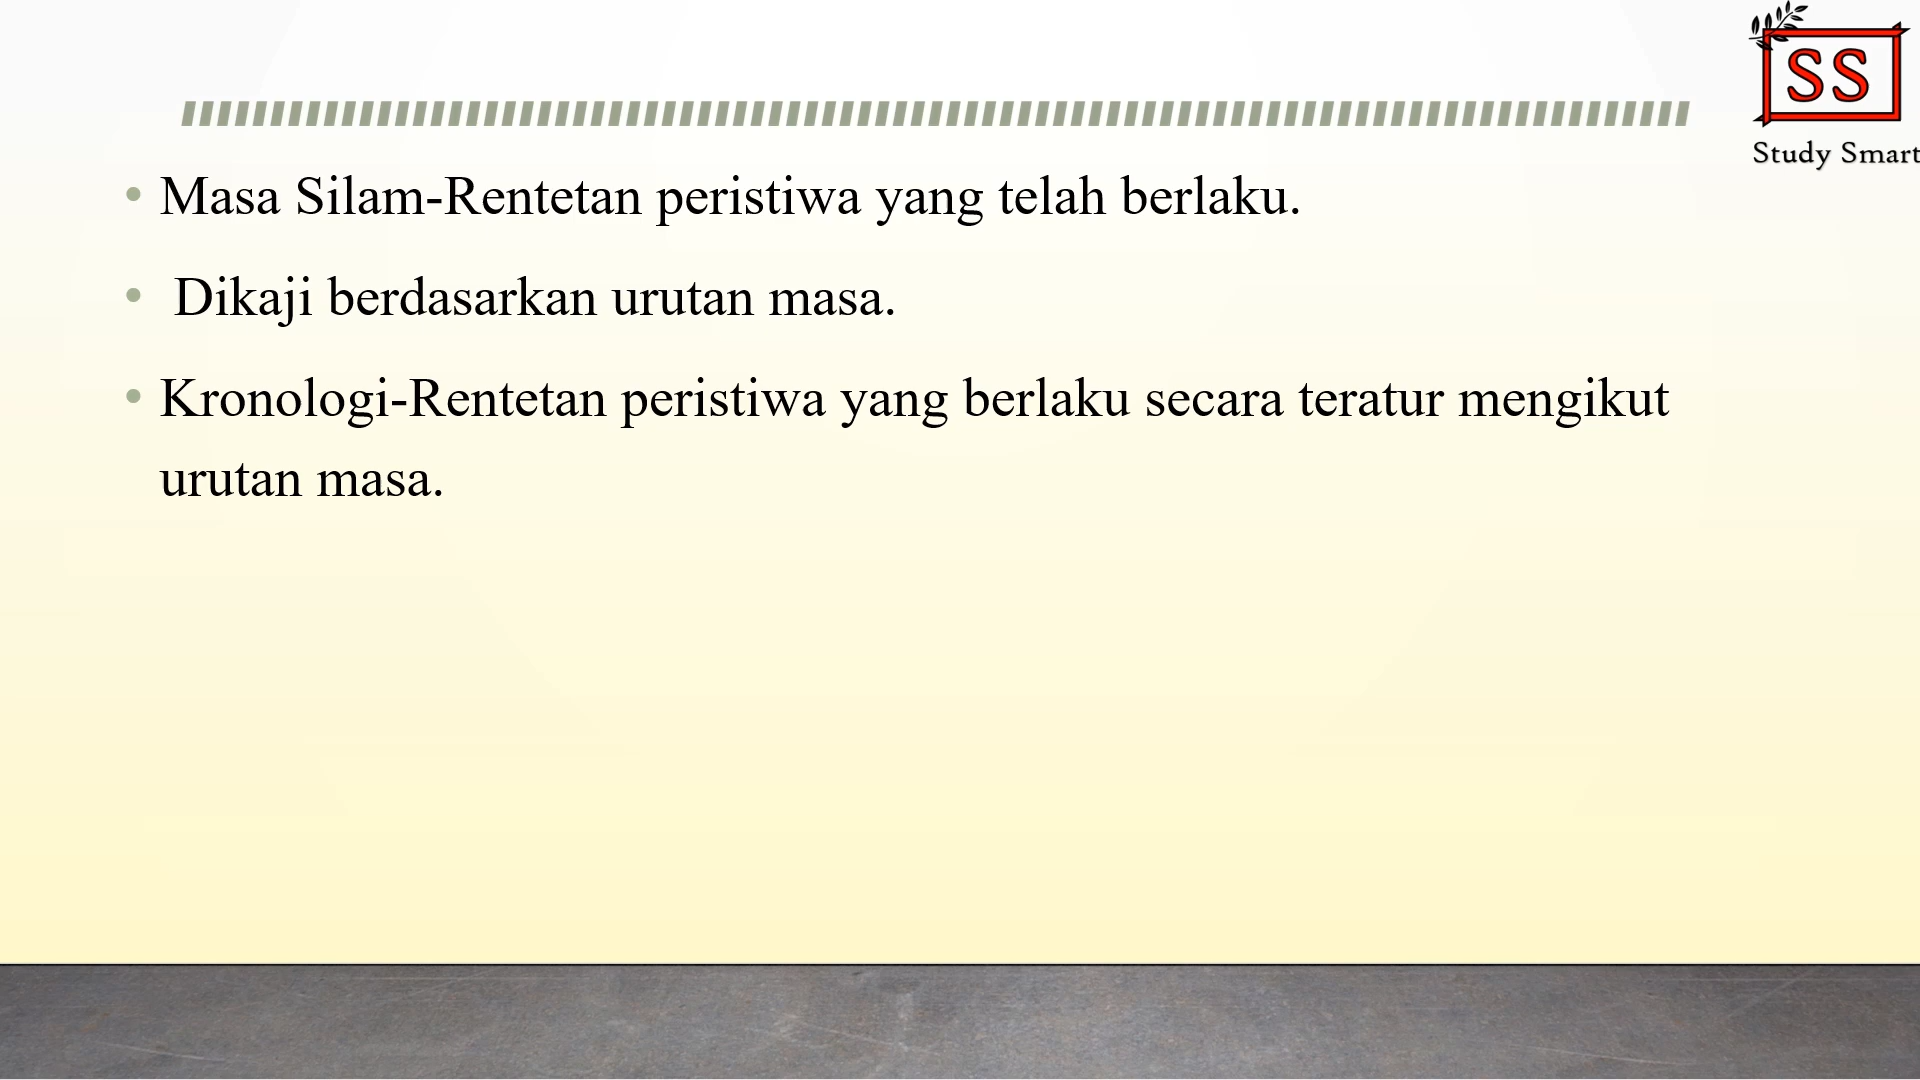 SS
Study Smart
• Masa Silam-Rentetan peristiwa yang telah berlaku.
• Dikaji berdasarkan urutan masa.
• Kronologi-Rentetan peristiwa yang berlaku secara teratur mengikut
urutan masa.